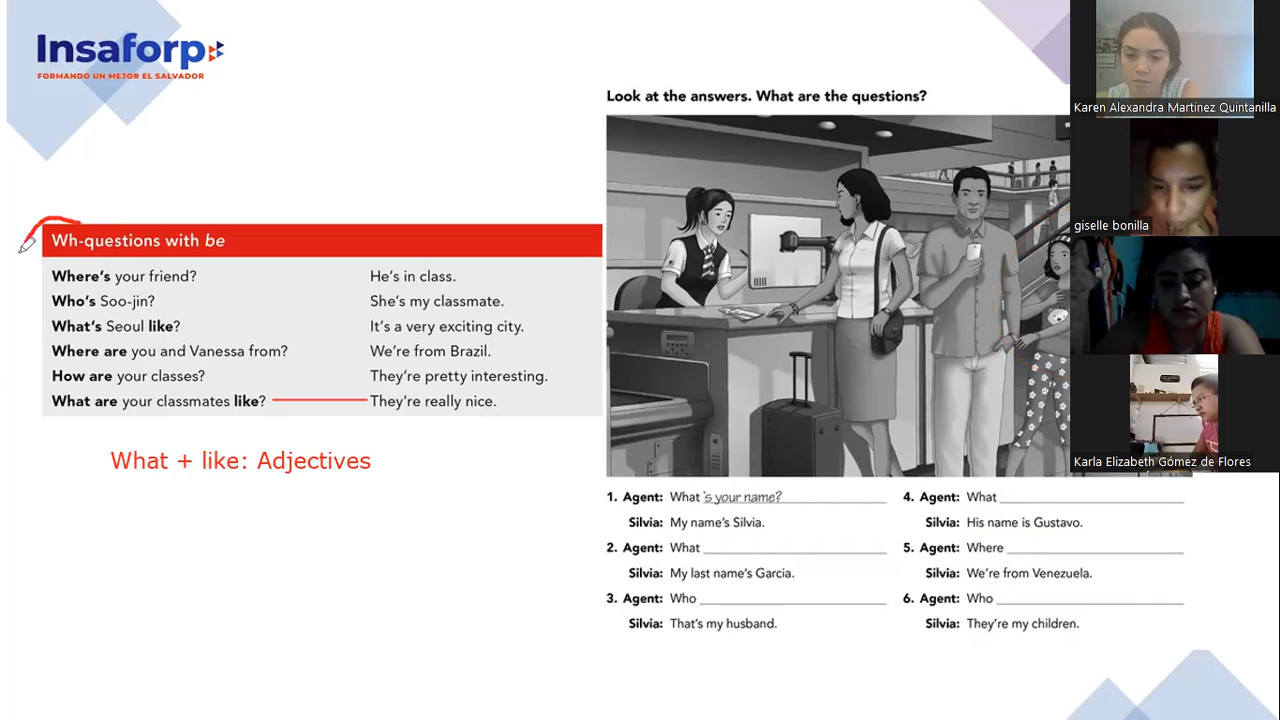 Insaforp
FORMANDO UN MEJOR EL SALVADOR
Wh-questions with be
Where's your friend? He's in class.
Who's Soo-jin? She's my classmate.
What's Seoul like? It's a very exciting city.
Where are you and Vanessa from? We're from Brazil.
How are your classes? They're pretty interesting.
What are your classmates like? They're really nice.
What + like: Adjectives
Look at the answers. What are the questions?
1. Agent: What 's your name?
Silvia: My name's Silvia.
2. Agent: What
Silvia: My last name's Garcia.
3. Agent: Who
Silvia: That's my husband.
4. Agent: What
Silvia: His name is Gustavo.
5. Agent: Where
Silvia: We're from Venezuela.
6. Agent: Who
Silvia: They're my children.
Karen Alexandra Martinez Quintanilla
giselle bonilla
Karla Elizabeth Gómez de Flores